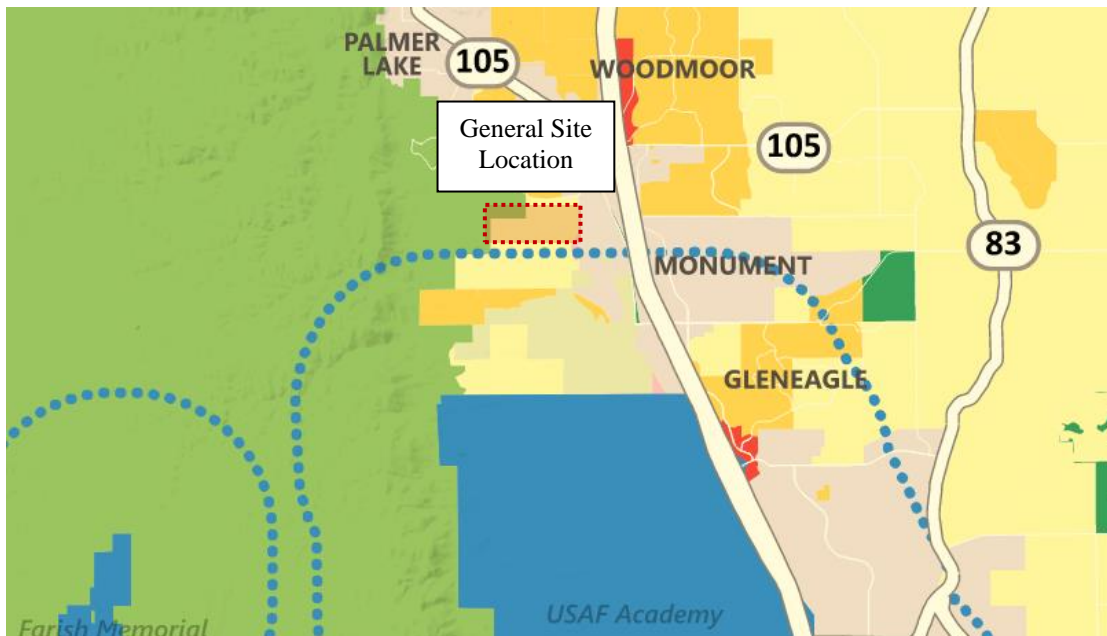 PALMER
LAKE
105
WOODMOOR
General Site
Location
105
83
MONUMENT
GLENEAGLE
USAF Academy
Farish Memorial